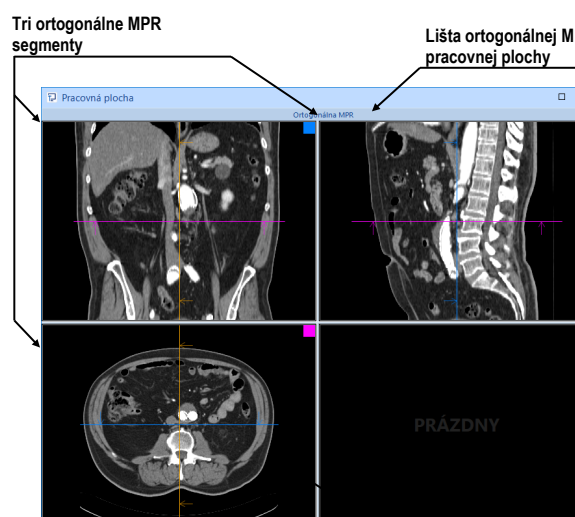 Tri ortogonálne MPR
segmenty
Lišta ortogonálnej M
pracovnej plochy
Pracovná plocha
Ortogonálna MPR
PRÁZDNY